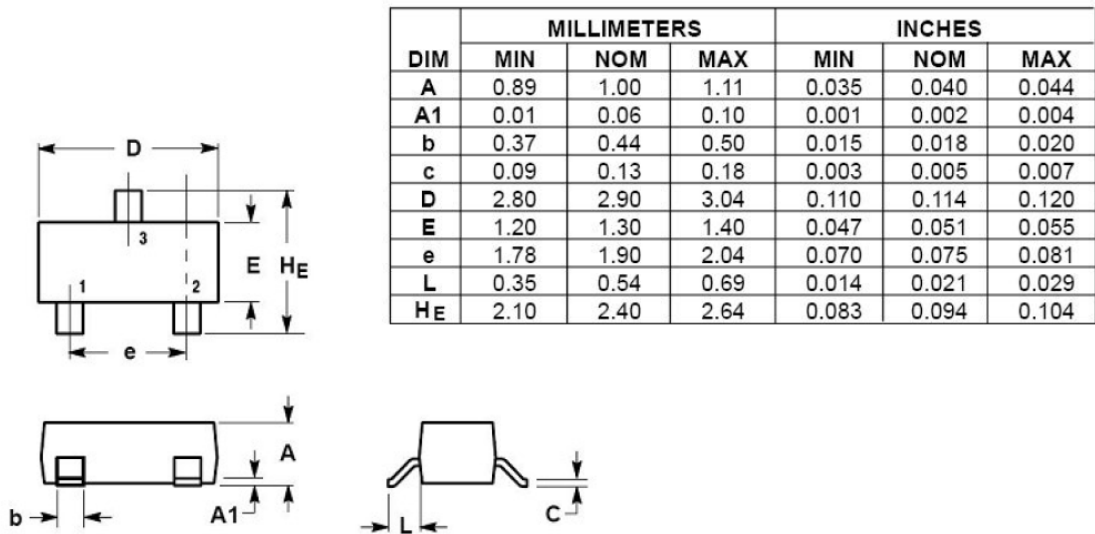 MILLIMETERS INCHES
DIM MIN NOM MAX MIN NOM MAX
A 0.89 1.00 1.11 0.035 0.040 0.044
A1 0.01 0.06 0.10 0.001 0.002 0.004
b 0.37 0.44 0.50 0.015 0.018 0.020
c 0.09 0.13 0.18 0.003 0.005 0.007
D 2.80 2.90 3.04 0.110 0.114 0.120
E 1.20 1.30 1.40 0.047 0.051 0.055
e 1.78 1.90 2.04 0.070 0.075 0.081
L 0.35 0.54 0.69 0.014 0.021 0.029
HE 2.10 2.40 2.64 0.083 0.094 0.104
D
3
E HE
1 2
e
A
b A1
L C